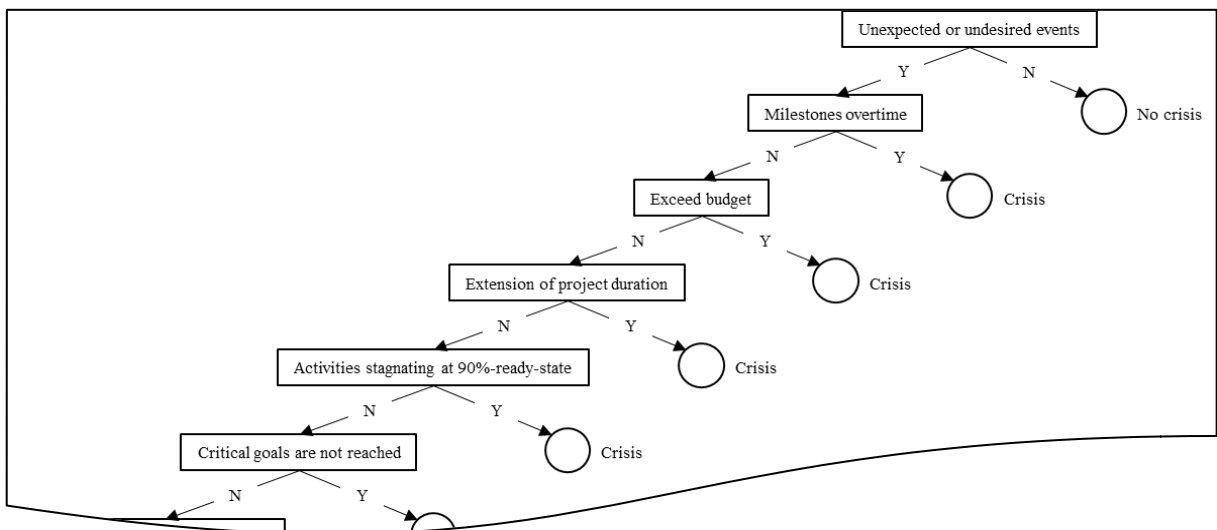 Unexpected or undesired events
Y
N
Milestones overtime
No crisis
N
Y
Exceed budget
Crisis
N
Y
Extension of project duration
Crisis
N
Y
Activities stagnating at 90%-ready-state
Crisis
N
Y
Critical goals are not reached
Crisis
N
Y